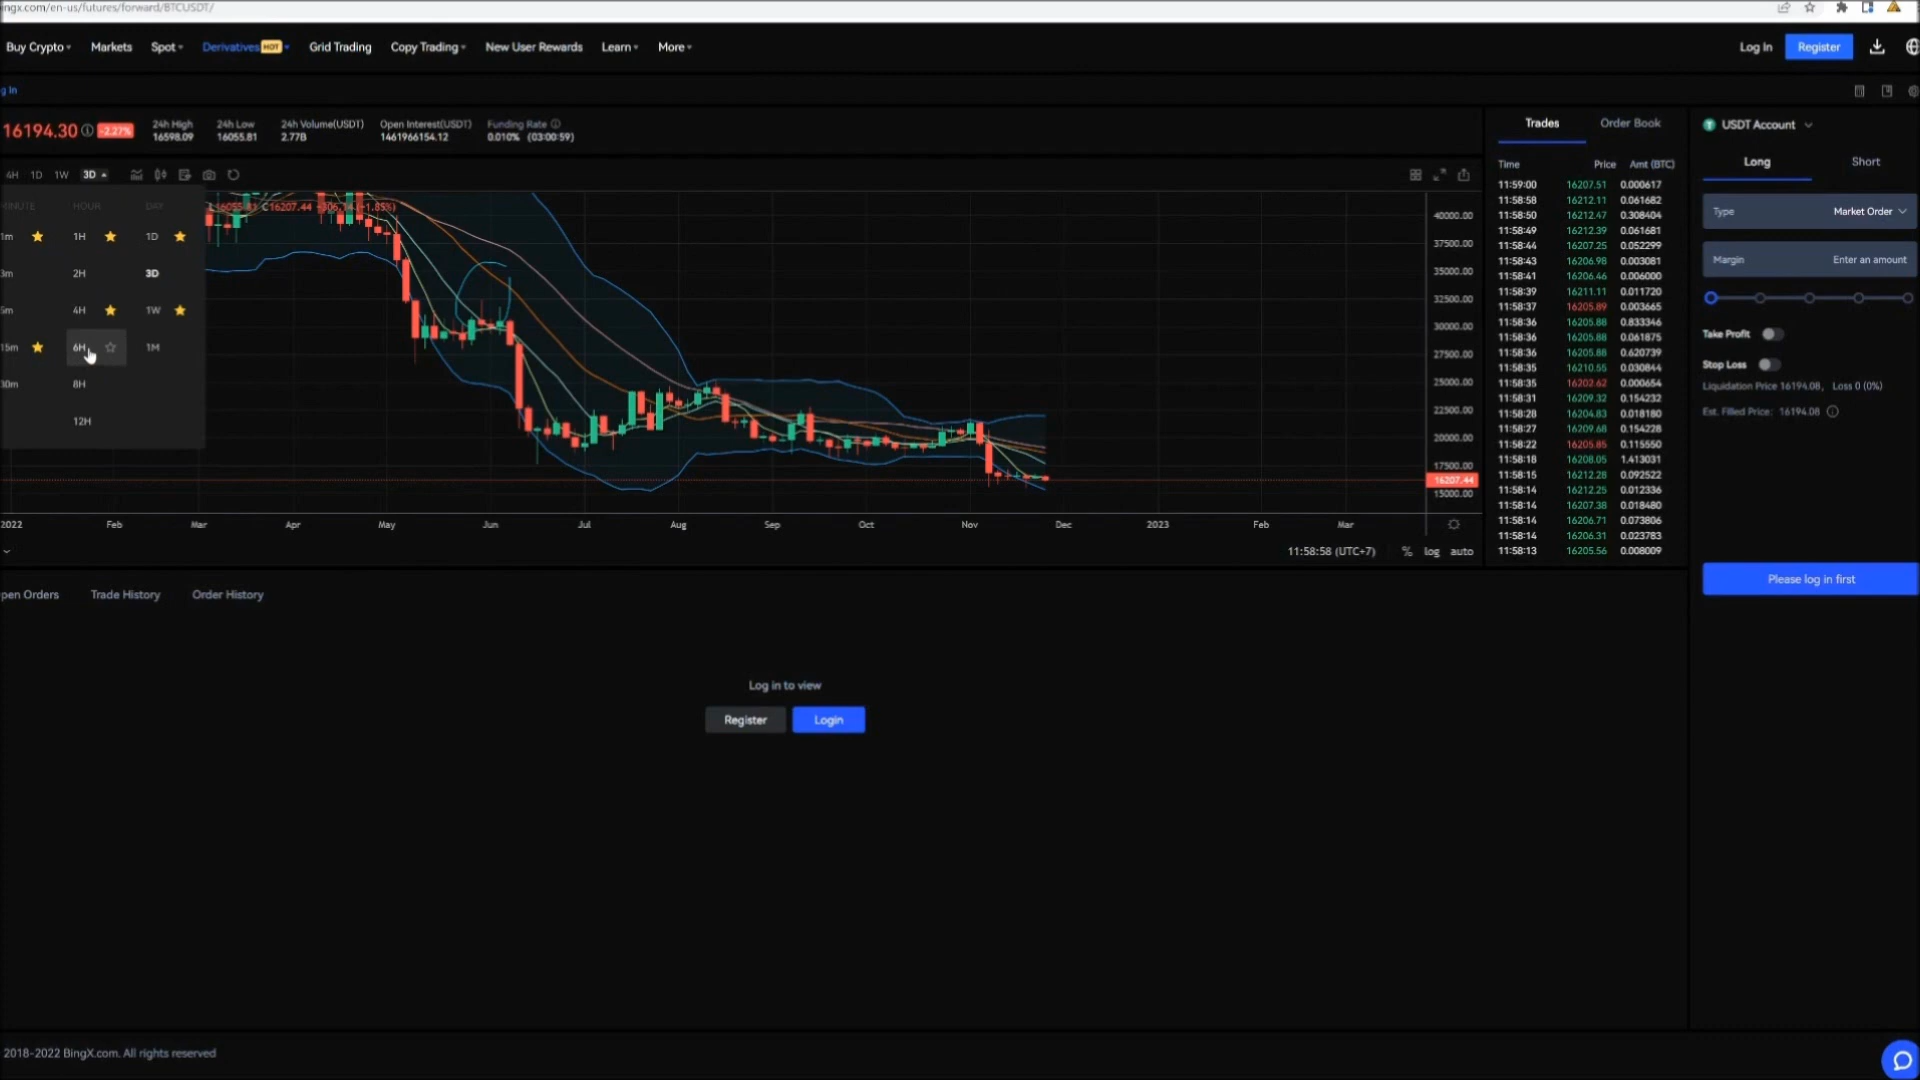 ingx.com/en-us/futures/forward/BTCUSDT/
Buy Crypto Markets Spot Derivatives HOT Grid Trading Copy Trading New User Rewards Learn More Log In Register
g In
16194.30 -2.27%
24h High 24h Low 24h Volume(USDT) Open Interest(USDT) Funding Rate
16598.09 16055.81 2.77B 1461966154.12 0.010% (03:00:59)
4H 1D 1W 3D
MINUTE HOUR DAY
1m 1H 1D
3m 2H 3D
5m 4H 1W
15m 6H 1M
30m 8H
12H
L16055.81 C16207.44 -306.14 (-1.85%)
40000.00
37500.00
35000.00
32500.00
30000.00
27500.00
25000.00
22500.00
20000.00
17500.00
16207.44
15000.00
2022 Feb Mar Apr May Jun Jul Aug Sep Oct Nov Dec 2023 Feb Mar
11:58:58 (UTC+7) % log auto
Trades Order Book
Time Price Amt (BTC)
11:59:00 16207.51 0.000617
11:58:58 16212.11 0.061682
11:58:50 16212.47 0.308404
11:58:49 16212.39 0.061681
11:58:44 16207.25 0.052299
11:58:43 16206.98 0.003081
11:58:41 16206.46 0.006000
11:58:39 16211.11 0.011720
11:58:37 16205.89 0.003665
11:58:36 16205.88 0.833346
11:58:36 16205.88 0.061875
11:58:36 16205.88 0.620739
11:58:35 16210.55 0.030844
11:58:35 16202.62 0.000654
11:58:31 16209.32 0.154232
11:58:28 16204.83 0.018180
11:58:27 16209.68 0.154228
11:58:22 16205.85 0.115550
11:58:18 16208.05 1.413031
11:58:15 16212.28 0.092522
11:58:14 16212.25 0.012336
11:58:14 16207.38 0.018480
11:58:14 16206.71 0.073806
11:58:14 16206.31 0.023783
11:58:13 16205.56 0.008009
USDT Account
Long Short
Type Market Order
Margin Enter an amount
Take Profit
Stop Loss
Liquidation Price 16194.08, Loss 0 (0%)
Est. Filled Price: 16194.08
Please log in first
pen Orders Trade History Order History
Log in to view
Register Login
2018-2022 BingX.com. All rights reserved